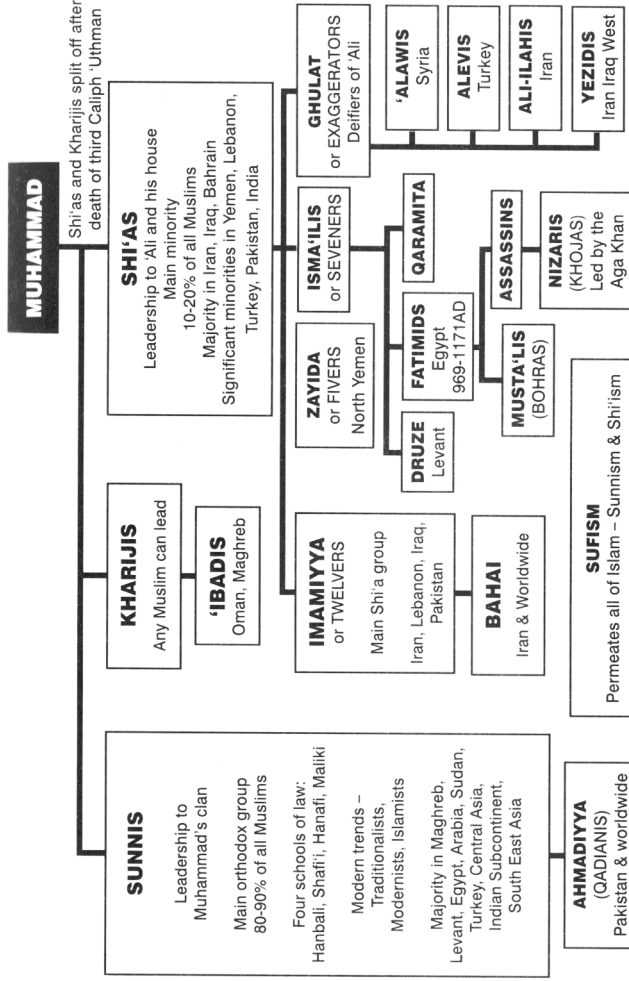 MUHAMMAD
Shi‘as and Kharijis split off after
death of third Caliph ‘Uthman
SUNNIS
Leadership to
Muhammad's clan
Main orthodox group
80-90% of all Muslims
Four schools of law:
Hanbali, Shafi‘i, Hanafi, Maliki
Modern trends –
Traditionalists,
Modernists, Islamists
Majority in Maghreb,
Levant, Egypt, Arabia, Sudan,
Turkey, Central Asia,
Indian Subcontinent,
South East Asia
AHMADIYYA
(QADIANIS)
Pakistan & worldwide
KHARIJIS
Any Muslim can lead
‘IBADIS
Oman, Maghreb
SHI‘AS
Leadership to ‘Ali and his house
Main minority
10-20% of all Muslims
Majority in Iran, Iraq, Bahrain
Significant minorities in Yemen, Lebanon,
Turkey, Pakistan, India
IMAMIYYA
or TWELVERS
Main Shi‘a group
Iran, Lebanon, Iraq,
Pakistan
BAHAI
Iran & Worldwide
ZAYIDA
or FIVERS
North Yemen
ISMA‘ILIS
or SEVENERS
DRUZE
Levant
FATIMIDS
Egypt
969-1171AD
QARAMITA
MUSTA‘LIS
(BOHRAS)
ASSASSINS
NIZARIS
(KHOJAS)
Led by the
Aga Khan
GHULAT
or EXAGGERATORS
Deifiers of ‘Ali
‘ALAWIS
Syria
ALEVIS
Turkey
ALI-ILAHIS
Iran
YEZIDIS
Iran Iraq West
SUFISM
Permeates all of Islam – Sunnism & Shi‘ism